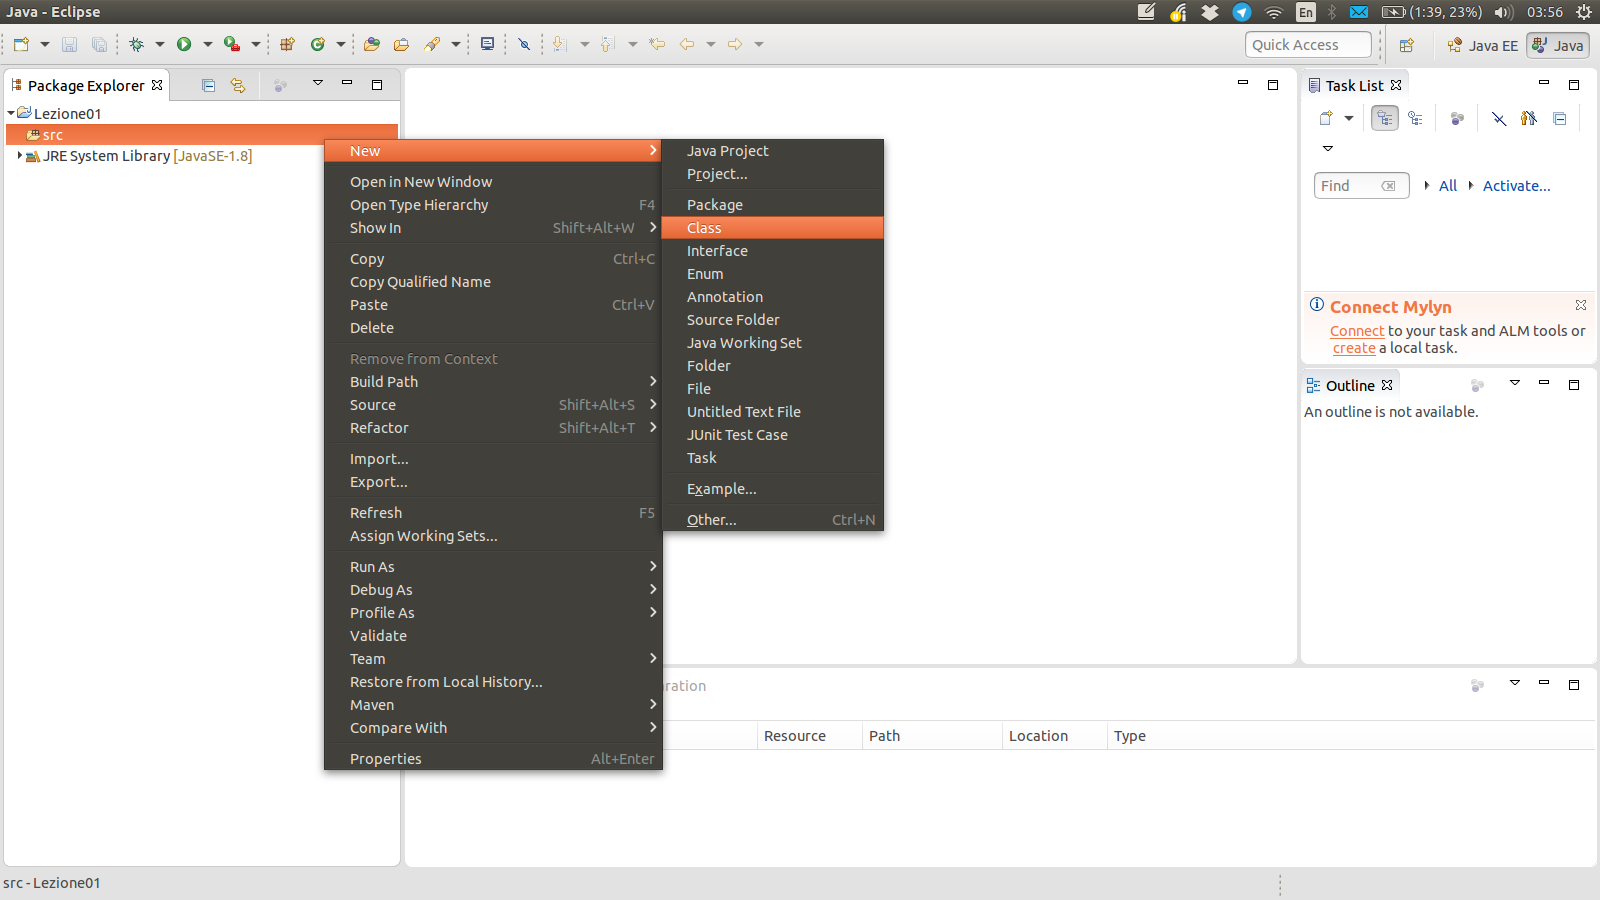 Java - Eclipse
En
(1:39, 23%)
03:56
Quick Access
Java EE
Java
Package Explorer
Lezione01
src
JRE System Library [JavaSE-1.8]
New
Open in New Window
Open Type Hierarchy F4
Show In Shift+Alt+W
Copy Ctrl+C
Copy Qualified Name
Paste Ctrl+V
Delete
Remove from Context
Build Path
Source Shift+Alt+S
Refactor Shift+Alt+T
Import...
Export...
Refresh F5
Assign Working Sets...
Run As
Debug As
Profile As
Validate
Team
Restore from Local History...
Maven
Compare With
Properties Alt+Enter
Java Project
Project...
Package
Class
Interface
Enum
Annotation
Source Folder
Java Working Set
Folder
File
Untitled Text File
JUnit Test Case
Task
Example...
Other... Ctrl+N
Task List
Find
All
Activate...
Connect Mylyn
Connect to your task and ALM tools or
create a local task.
Outline
An outline is not available.
aration
Resource Path Location Type
src - Lezione01